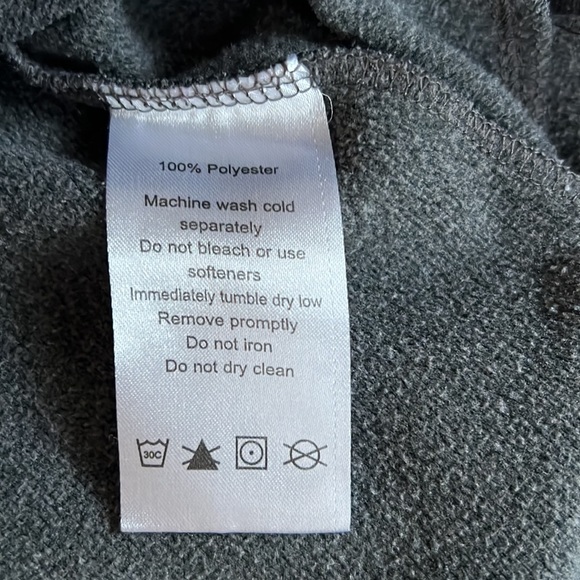 100% Polyester
Machine wash cold
separately
Do not bleach or use
softeners
Immediately tumble dry low
Remove promptly
Do not iron
Do not dry clean
30C